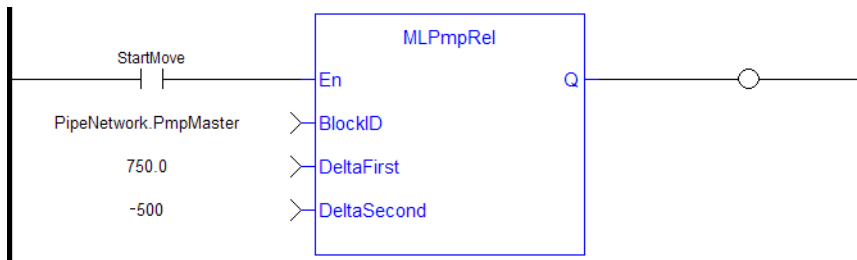 MLPmpRel
StartMove
En Q
PipeNetwork.PmpMaster BlockID
750.0 DeltaFirst
-500 DeltaSecond